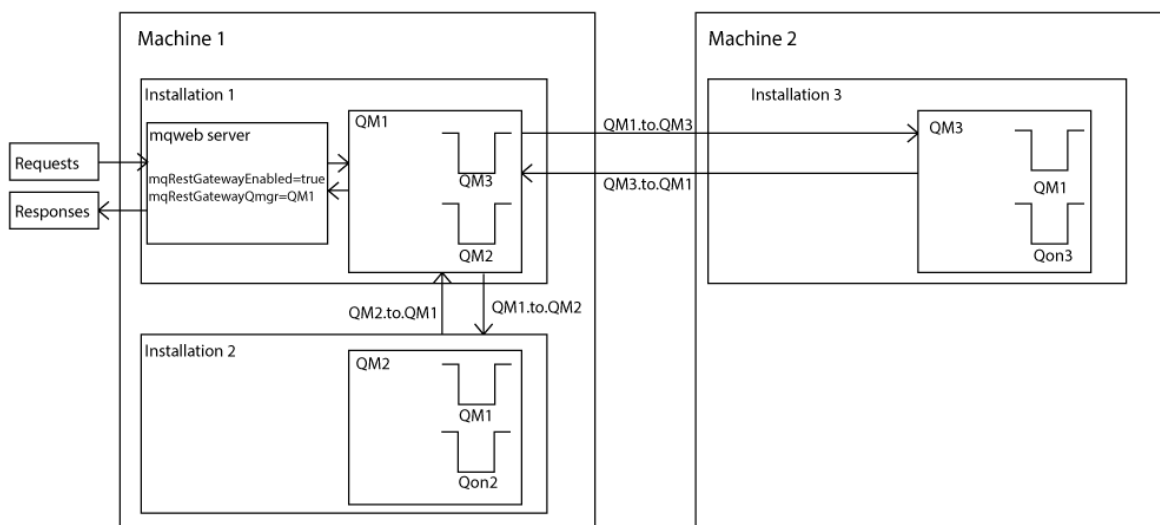 Machine 1
Machine 2
Installation 1
Installation 3
mqweb server
QM1
QM1.to.QM3
QM3
Requests
mqRestGatewayEnabled=true
QM3
QM3.to.QM1
QM1
mqRestGatewayQmgr=QM1
Responses
QM2
Qon3
QM2.to.QM1
QM1.to.QM2
Installation 2
QM2
QM1
Qon2